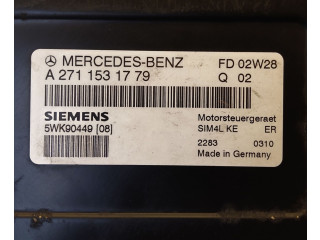 MERCEDES-BENZ FD 02W28
A 271 153 17 79 Q 02
SIEMENS Motorsteuergeraet
5WK90449 [08] SIM4L KE ER
2283 0310
Made in Germany